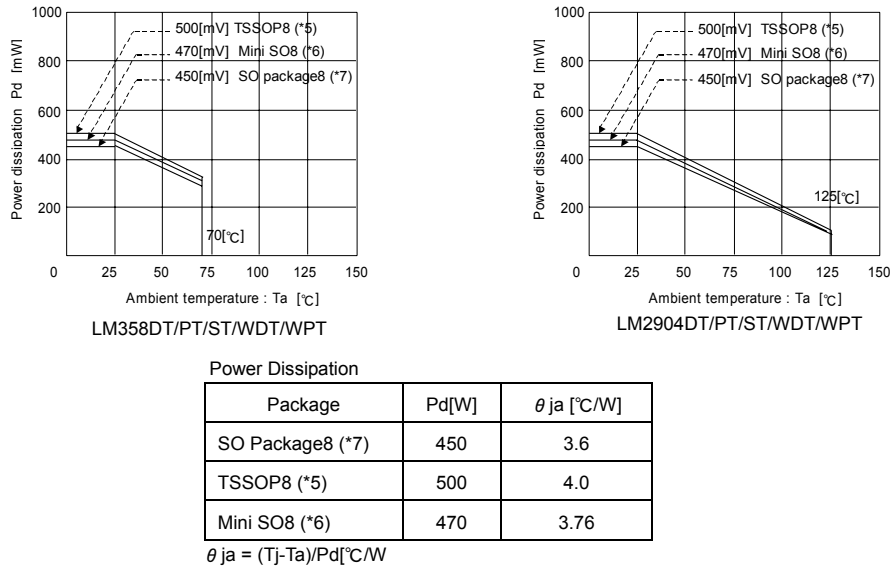 1000
800
600
400
200
Power dissipation Pd [mW]
500[mV] TSSOP8 (*5)
470[mV] Mini SO8 (*6)
450[mV] SO package8 (*7)
70[℃]
0 25 50 75 100 125 150
Ambient temperature : Ta [℃]
LM358DT/PT/ST/WDT/WPT
1000
800
600
400
200
Power dissipation Pd [mW]
500[mV] TSSOP8 (*5)
470[mV] Mini SO8 (*6)
450[mV] SO package8 (*7)
125[℃]
0 25 50 75 100 125 150
Ambient temperature : Ta [℃]
LM2904DT/PT/ST/WDT/WPT
Power Dissipation
Package Pd[W] θ ja [℃/W]
SO Package8 (*7) 450 3.6
TSSOP8 (*5) 500 4.0
Mini SO8 (*6) 470 3.76
θ ja = (Tj-Ta)/Pd[℃/W